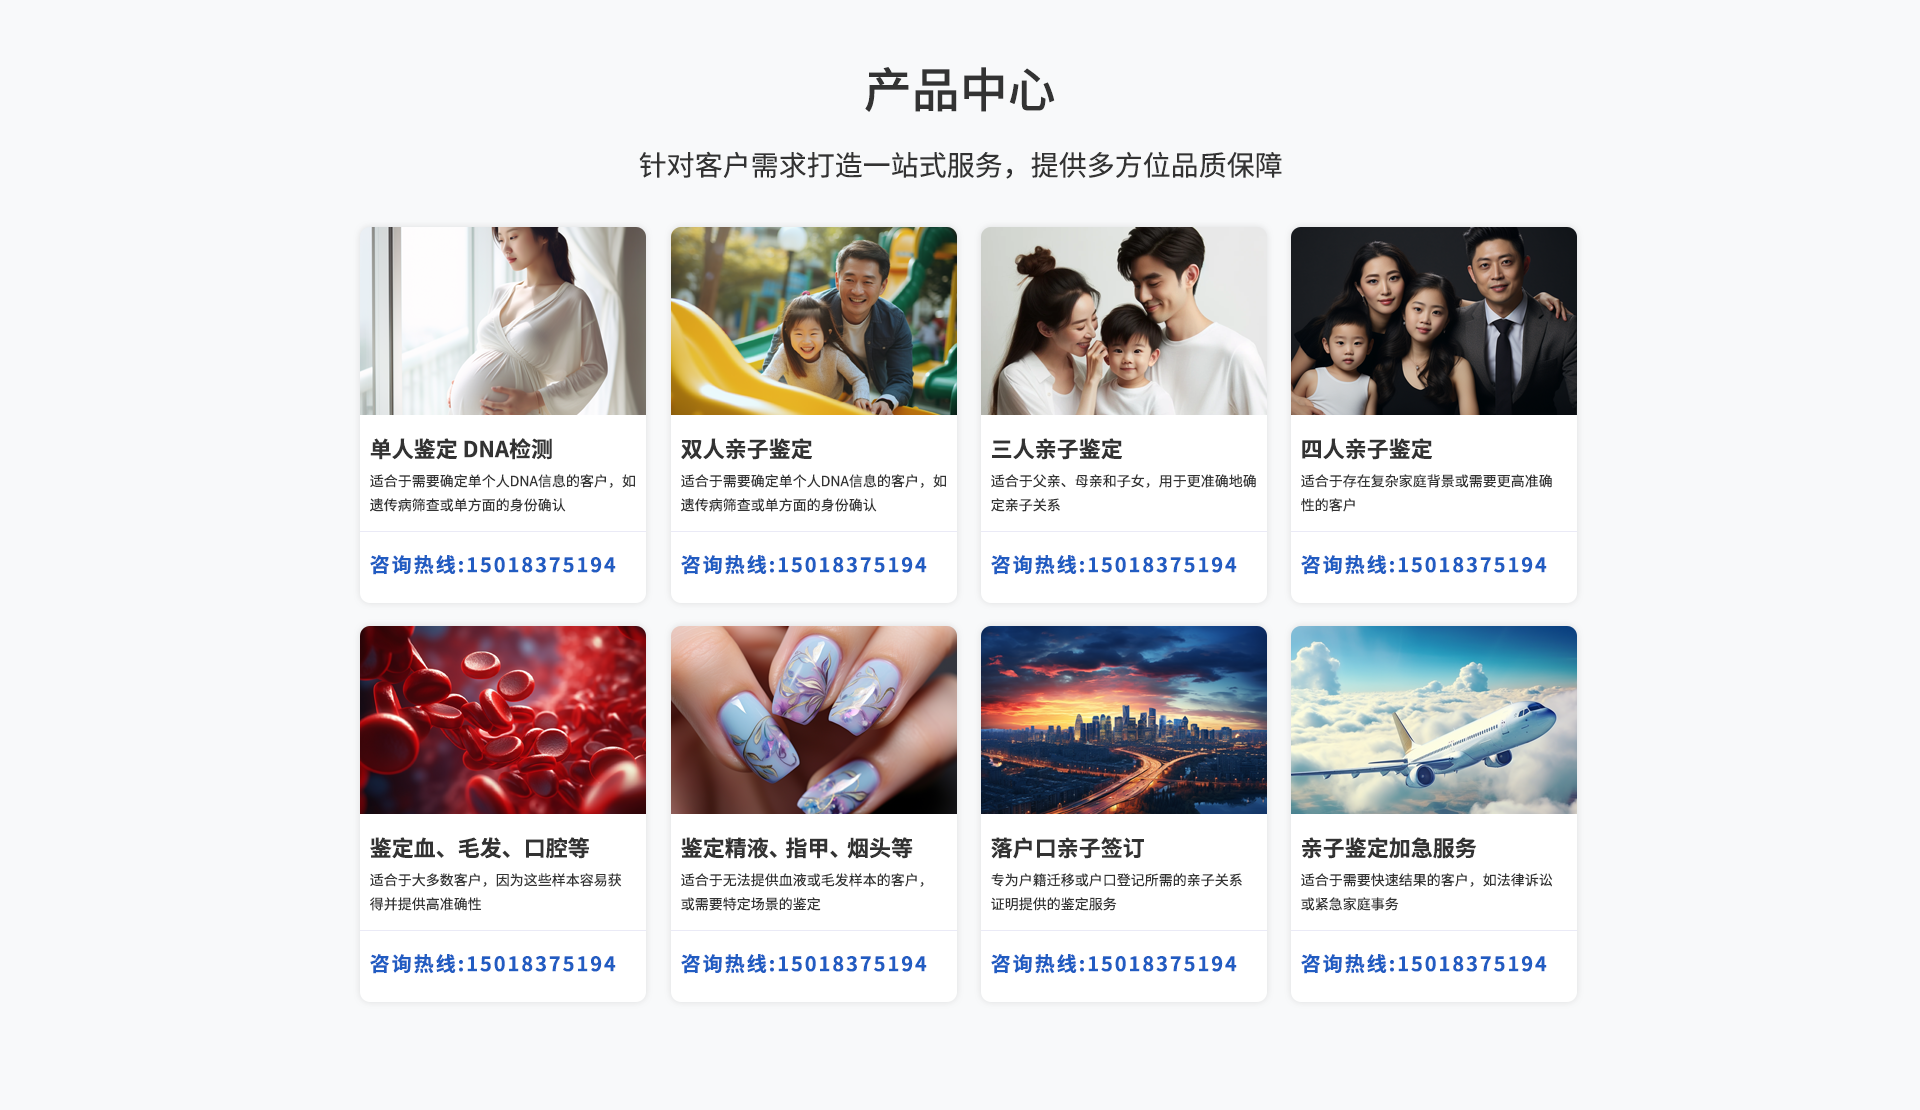 产品中心
针对客户需求打造一站式服务，提供多方位品质保障
单人鉴定 DNA检测
适合于需要确定单个人DNA信息的客户，如
遗传病筛查或单方面的身份确认
咨询热线:15018375194
双人亲子鉴定
适合于需要确定单个人DNA信息的客户，如
遗传病筛查或单方面的身份确认
咨询热线:15018375194
三人亲子鉴定
适合于父亲、母亲和子女，用于更准确地确
定亲子关系
咨询热线:15018375194
四人亲子鉴定
适合于存在复杂家庭背景或需要更高准确
性的客户
咨询热线:15018375194
鉴定血、毛发、口腔等
适合于大多数客户，因为这些样本容易获
得并提供高准确性
咨询热线:15018375194
鉴定精液、指甲、烟头等
适合于无法提供血液或毛发样本的客户，
或需要特定场景的鉴定
咨询热线:15018375194
落户口亲子签订
专为户籍迁移或户口登记所需的亲子关系
证明提供的鉴定服务
咨询热线:15018375194
亲子鉴定加急服务
适合于需要快速结果的客户，如法律诉讼
或紧急家庭事务
咨询热线:15018375194